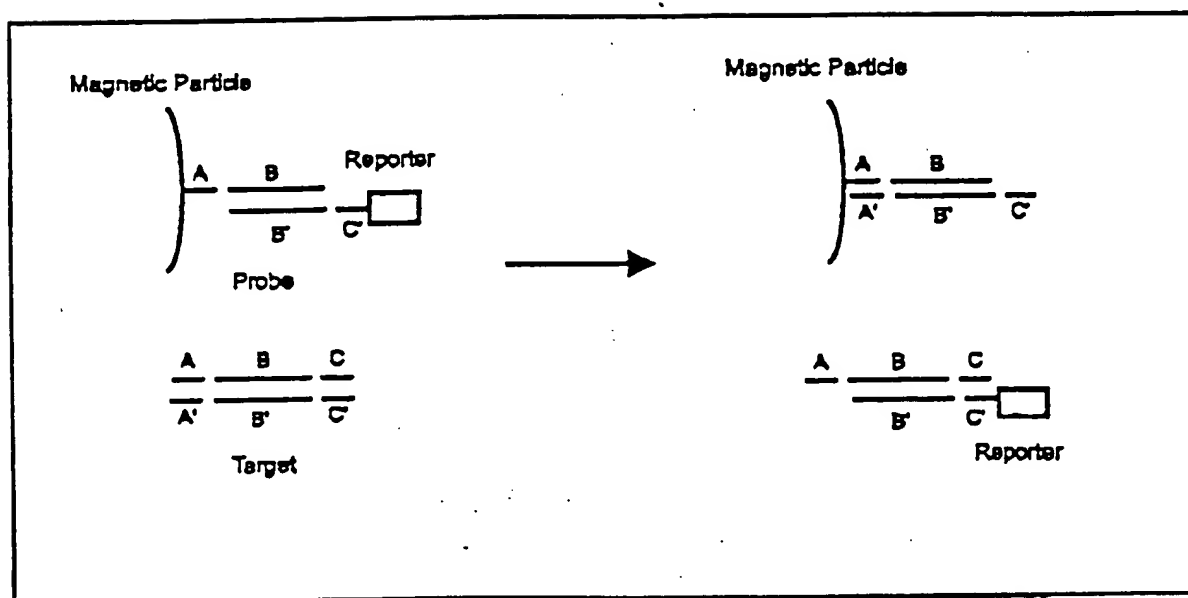 Magnetic Particle
A B Reporter
B' C'
Probe
A B C
A' B' C'
Target
Magnetic Particle
A B
A' B' C'
A B C
B' C'
Reporter